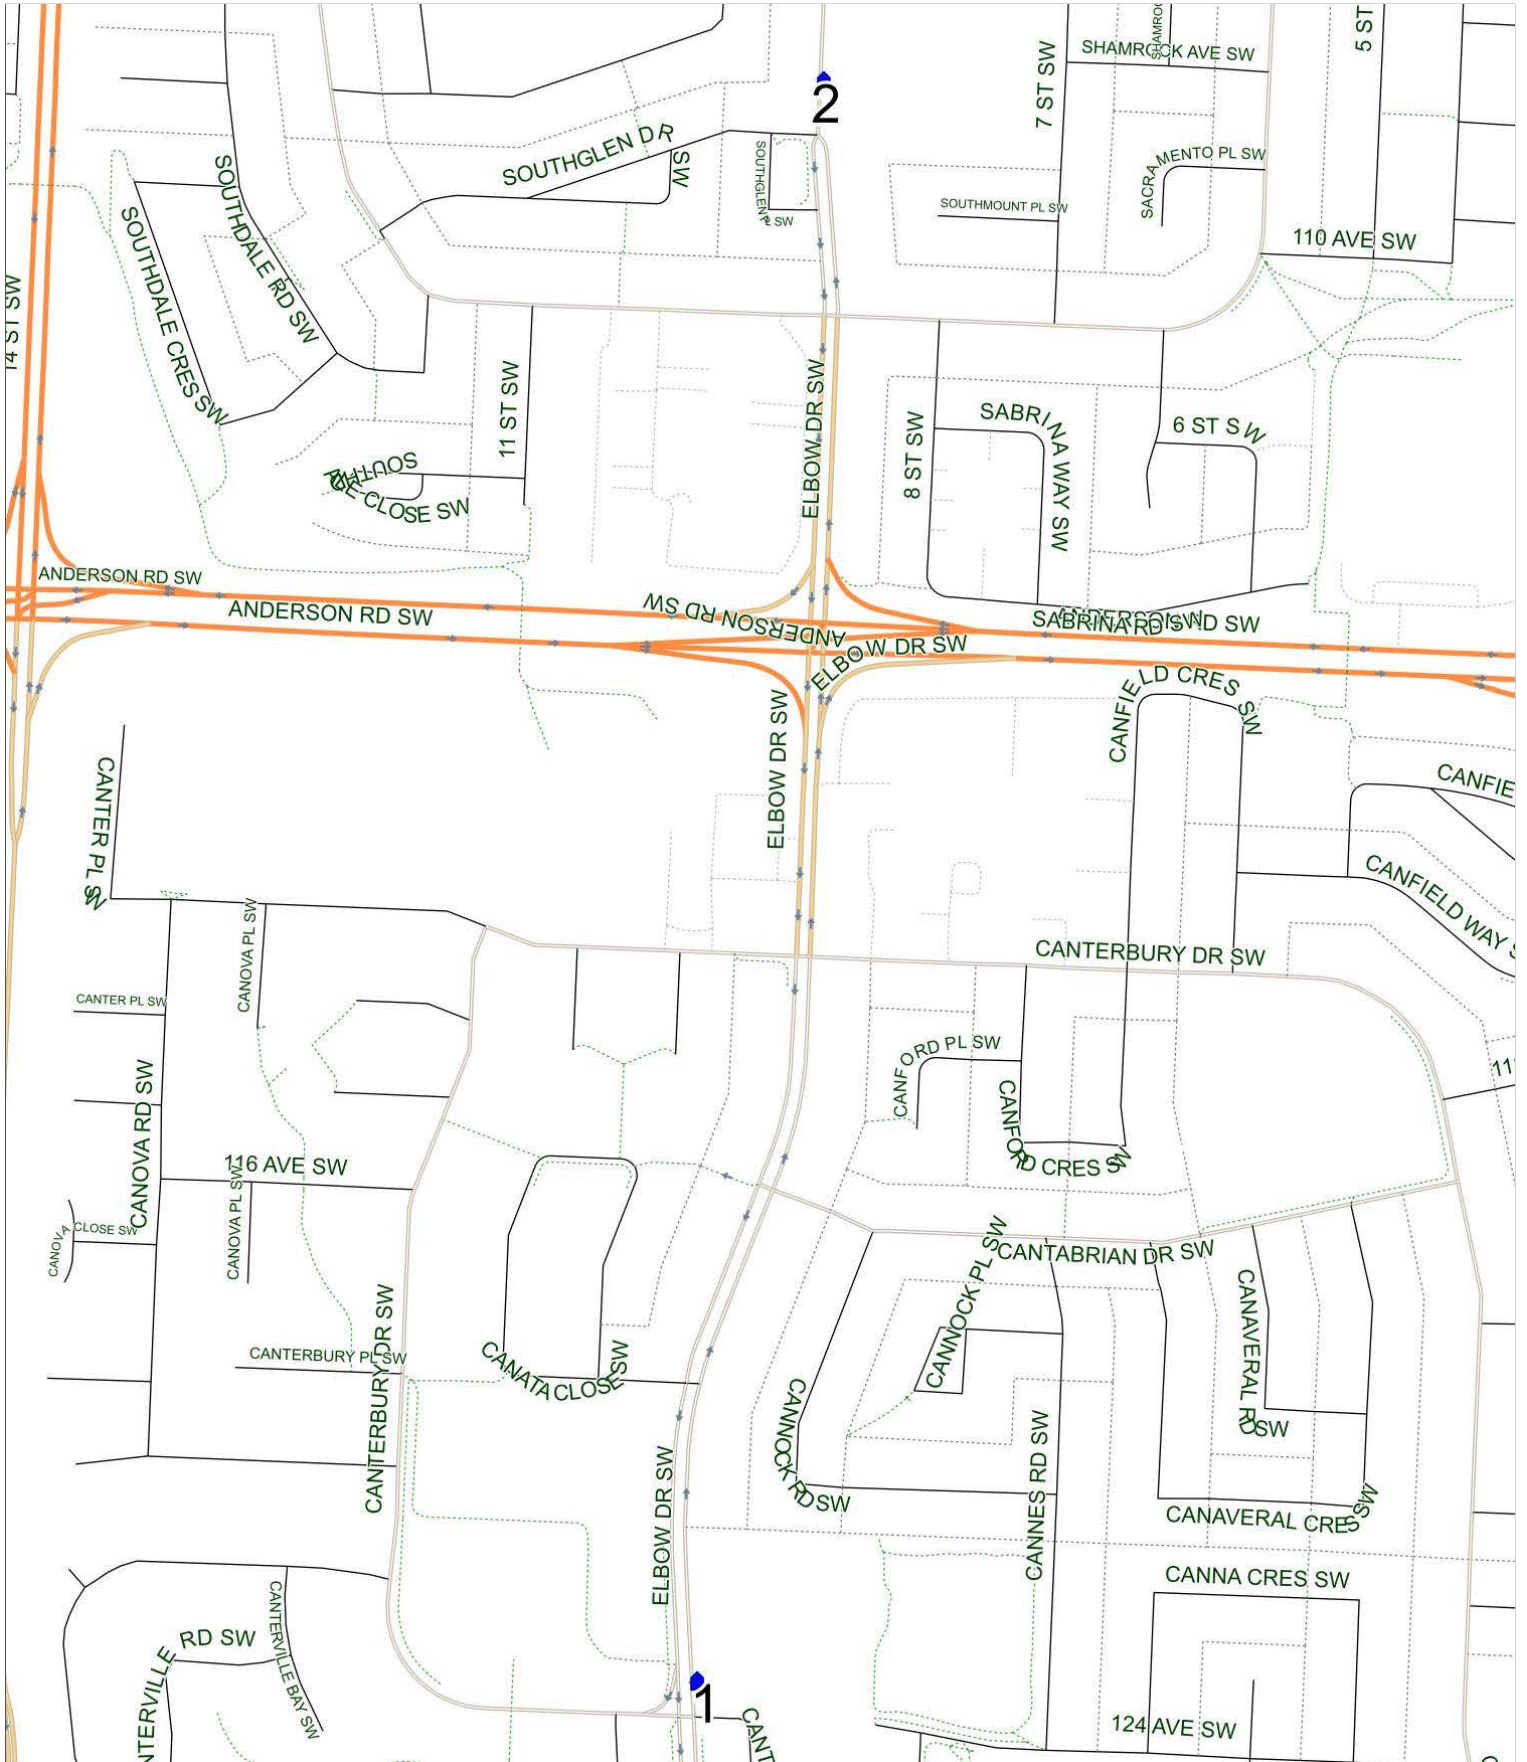 SHAMROCK AVE SW
5 ST
7 ST SW
2
SOUTHGLEN DR SW
SOUTHDALE RD SW
SACRAMENTO PL SW
SOUTHMOUNT PL SW
SOUTHDALE CRES SW
110 AVE SW
14 ST SW
11 ST SW
ELBOW DR SW
8 ST SW
SABRINA WAY SW
6 ST SW
CLOSE SW
ANDERSON RD SW
ANDERSON RD SW
ANDERSON RD SW
SABRINA RD SW
ELBOW DR SW
CANFIELD CRES SW
ELBOW DR SW
CANTER PL SW
CANFIE
CANFIELD WAY S
CANOVA PL SW
CANTERBURY DR SW
CANTER PL SW
CANFORD PL SW
CANOVA RD SW
CANFORD CRES SW
116 AVE SW
CANOVA PL SW
CANOVA CLOSE SW
CANTABRIAN DR SW
CANNOCK PL SW
CANAVERAL RD SW
CANTERBURY PL SW
CANTERBURY DR SW
CANATA CLOSE SW
CANNOCK RD SW
CANNES RD SW
ELBOW DR SW
CANAVERAL CRES SW
CANNA CRES SW
CANTERVILLE BAY SW
NTERVILLE RD SW
1
CANT
124 AVE SW